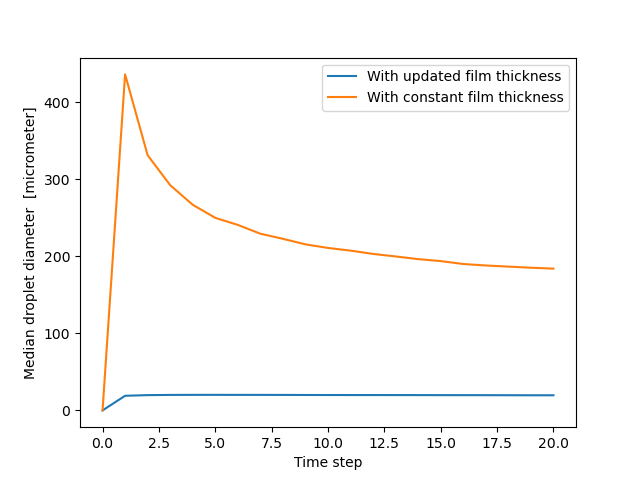 With updated film thickness
With constant film thickness
Median droplet diameter [micrometer]
400
300
200
100
0
0.0 2.5 5.0 7.5 10.0 12.5 15.0 17.5 20.0
Time step